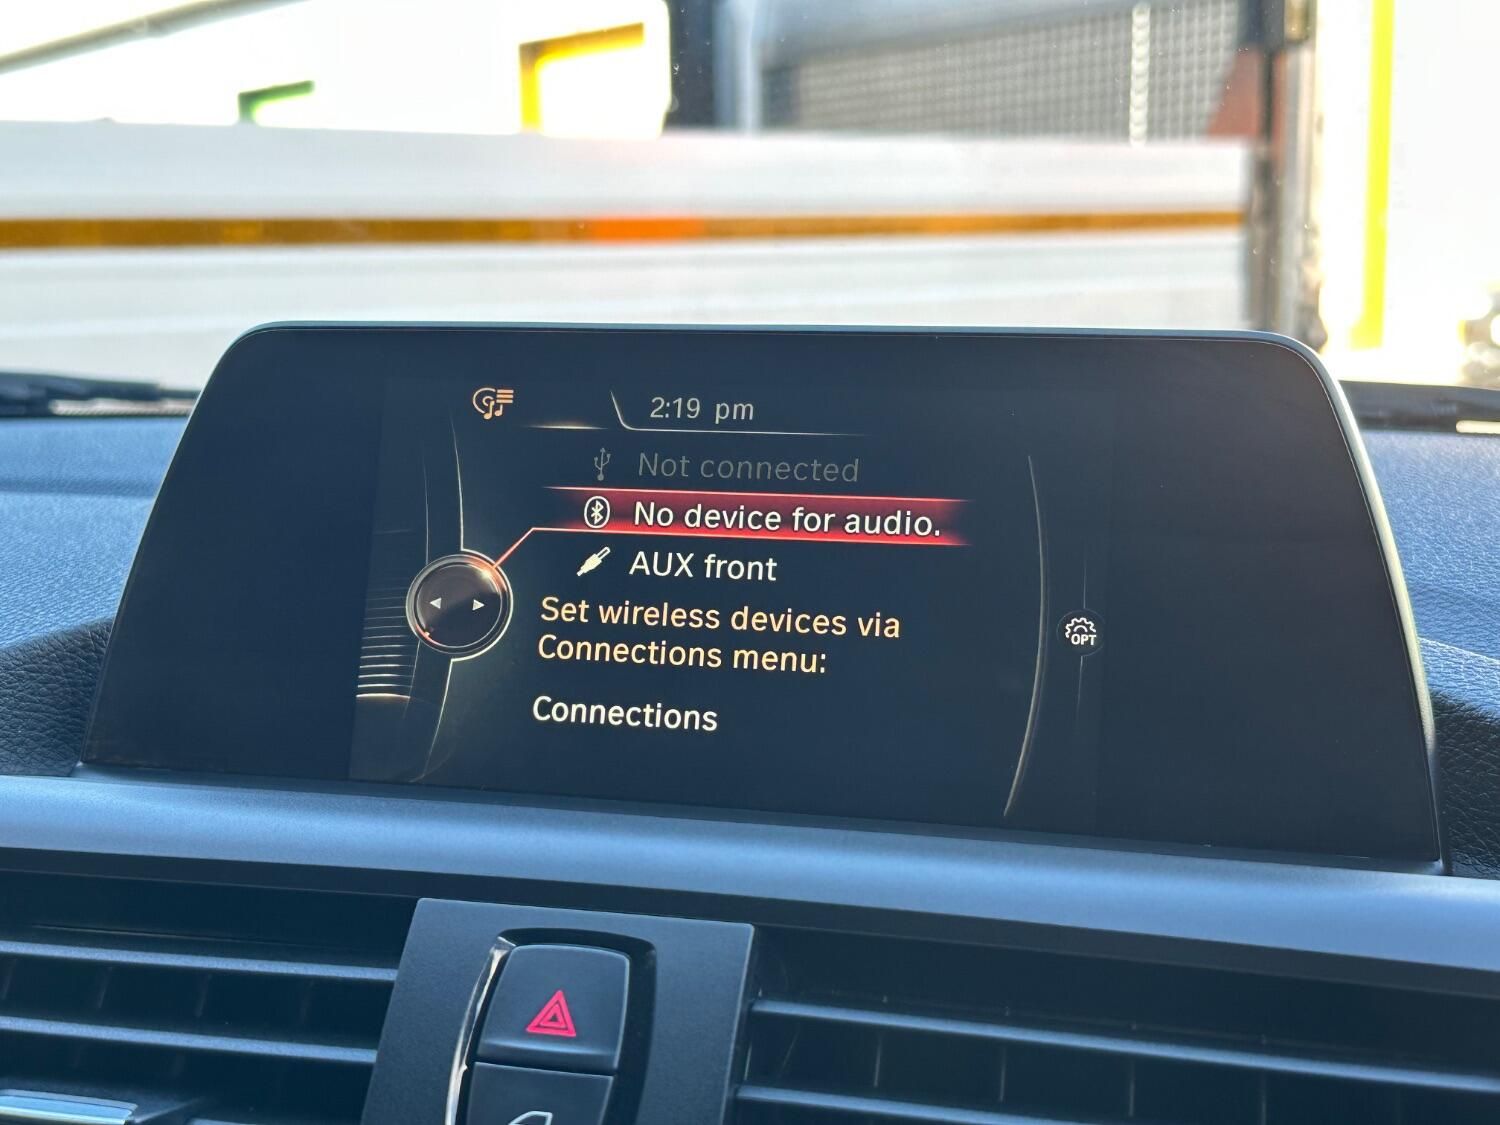 2:19 pm
Not connected
No device for audio.
AUX front
Set wireless devices via
Connections menu:
Connections
OPT